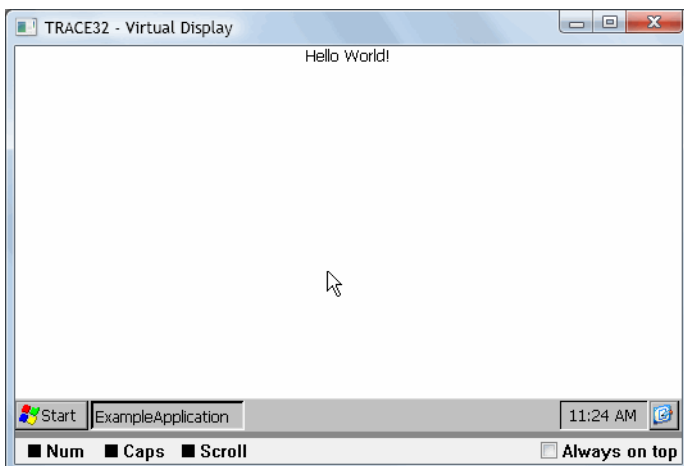 TRACE32 - Virtual Display
Hello World!
Start ExampleApplication 11:24 AM
Num Caps Scroll Always on top